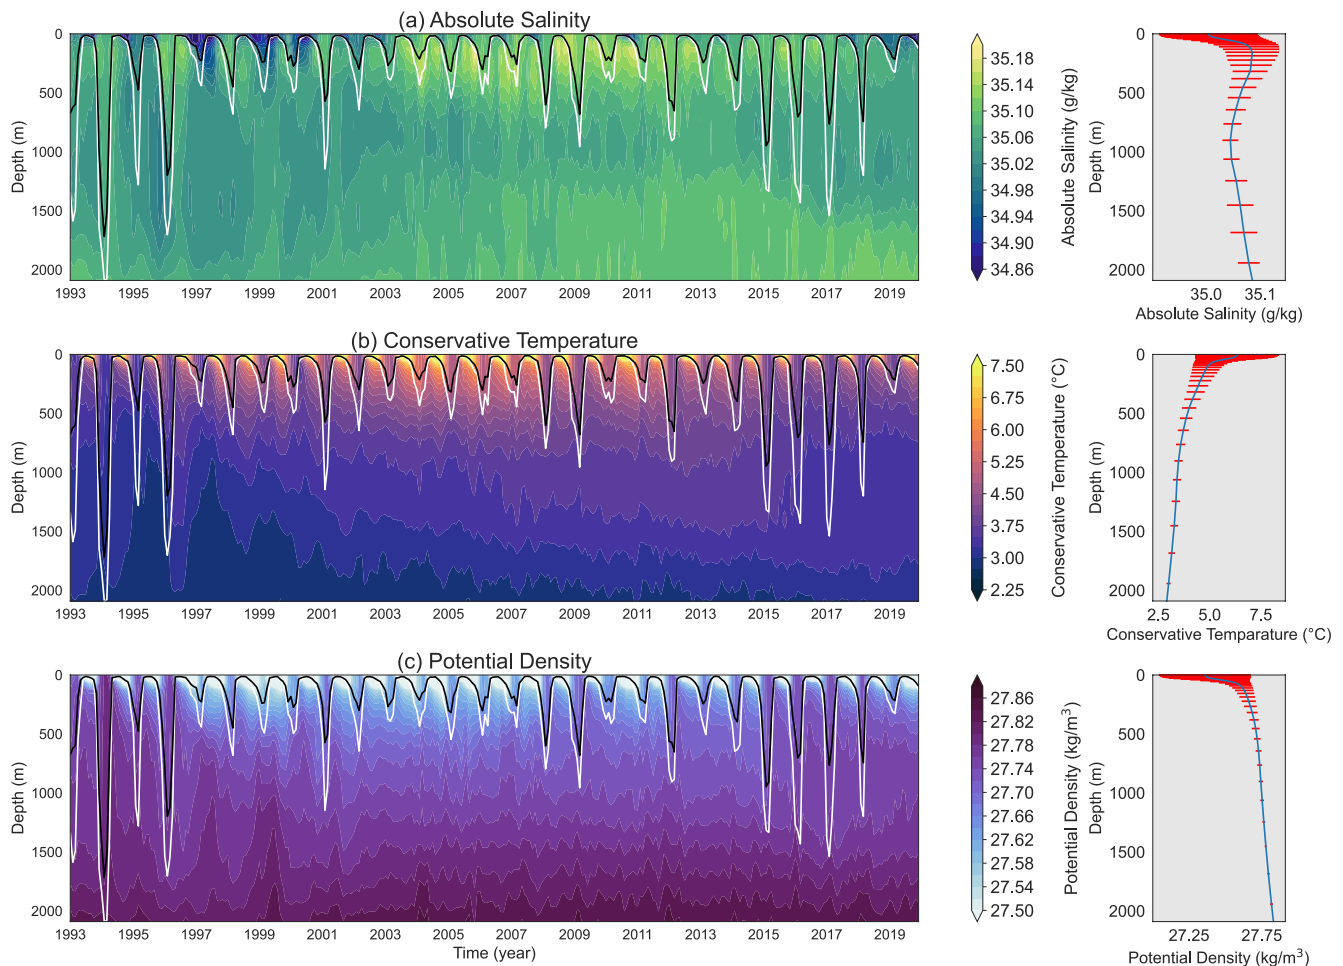 (a) Absolute Salinity
0
500
1000
1500
2000
Depth (m)
1993 1995 1997 1999 2001 2003 2005 2007 2009 2011 2013 2015 2017 2019
35.18
35.14
35.10
35.06
35.02
34.98
34.94
34.90
34.86
Absolute Salinity (g/kg)
0
500
1000
1500
2000
Depth (m)
35.0 35.1
Absolute Salinity (g/kg)
(b) Conservative Temperature
0
500
1000
1500
2000
Depth (m)
1993 1995 1997 1999 2001 2003 2005 2007 2009 2011 2013 2015 2017 2019
7.50
6.75
6.00
5.25
4.50
3.75
3.00
2.25
Conservative Temperature (°C)
0
500
1000
1500
2000
Depth (m)
2.5 5.0 7.5
Conservative Temparature (°C)
(c) Potential Density
0
500
1000
1500
2000
Depth (m)
1993 1995 1997 1999 2001 2003 2005 2007 2009 2011 2013 2015 2017 2019
Time (year)
27.86
27.82
27.78
27.74
27.70
27.66
27.62
27.58
27.54
27.50
Potential Density (kg/m³)
0
500
1000
1500
2000
Depth (m)
27.25 27.75
Potential Density (kg/m³)